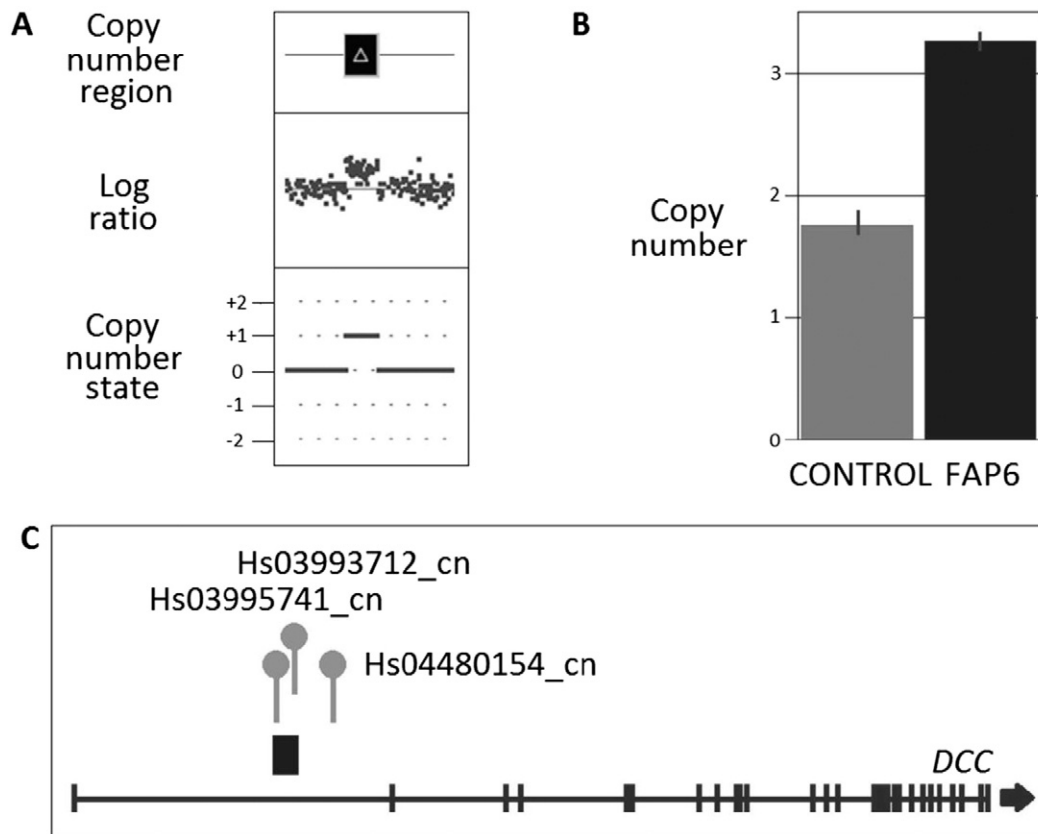 A
Copy
number
region
Log
ratio
Copy
number
state
+2
+1
0
-1
-2
B
Copy
number
3
2
1
0
CONTROL FAP6
C
Hs03993712_cn
Hs03995741_cn
Hs04480154_cn
DCC